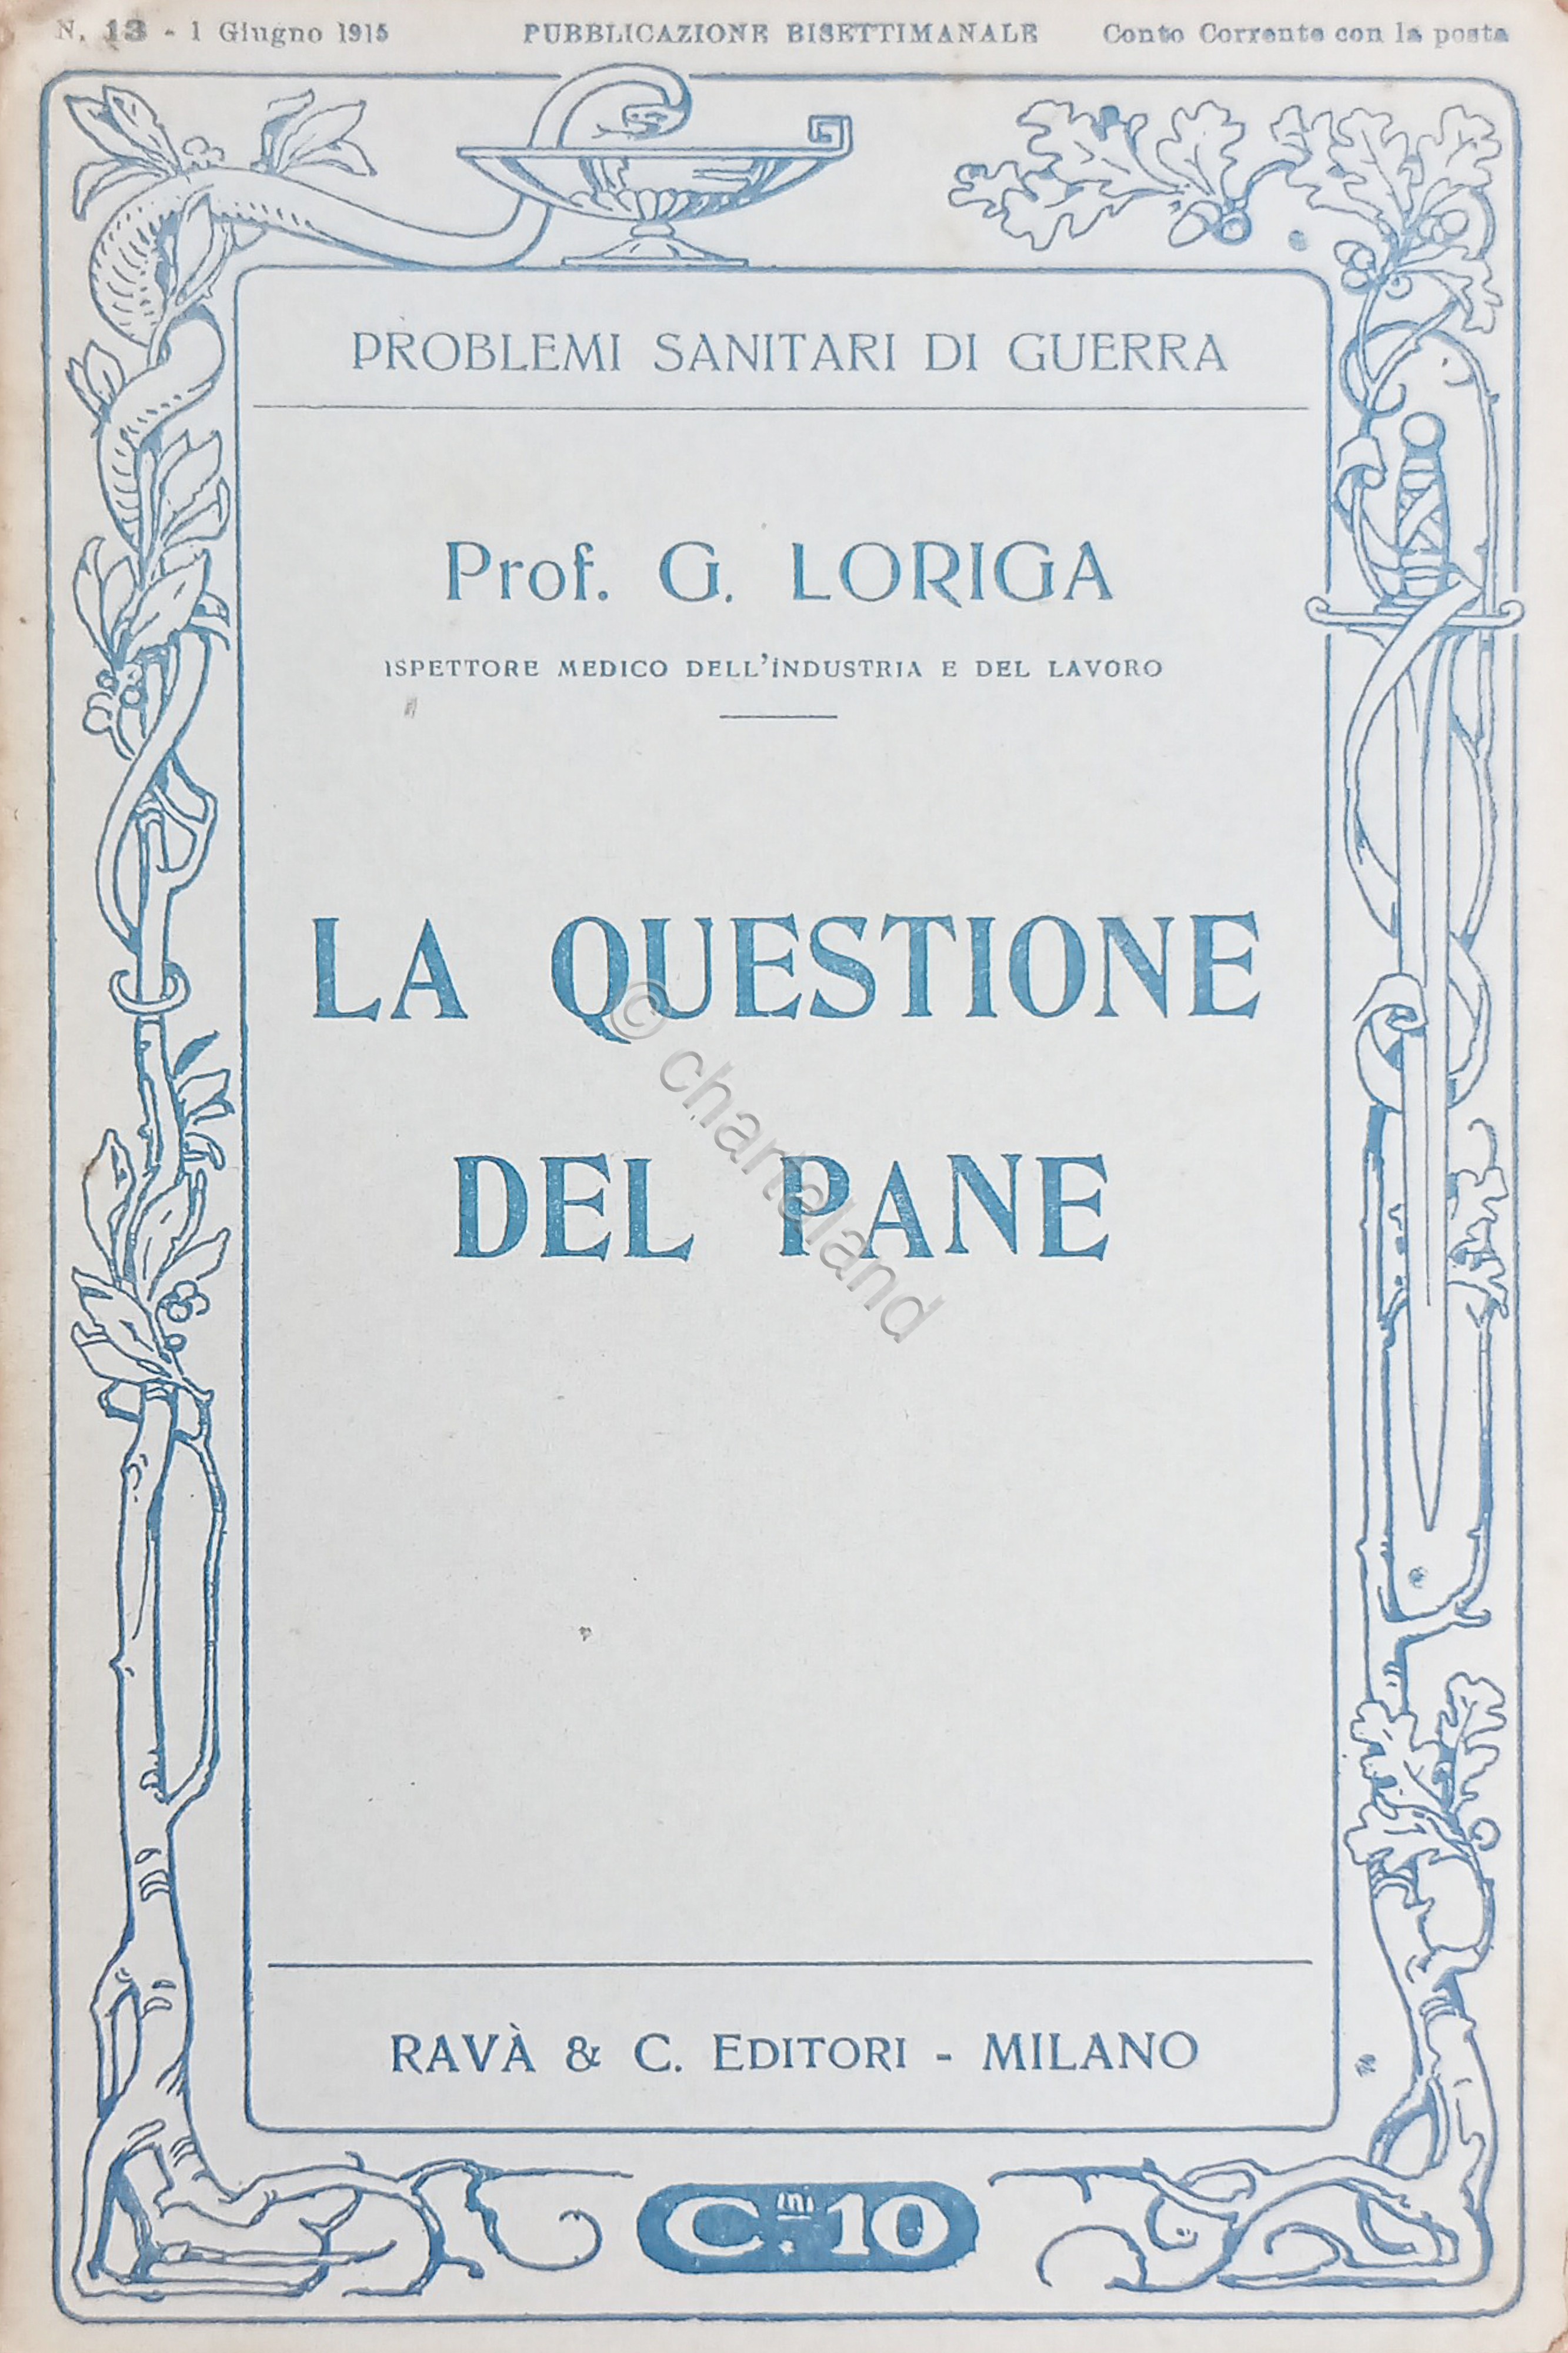 N. 13 - 1 Giugno 1915 PUBBLICAZIONE BISETTIMANALE Conto Corrente con la posta
PROBLEMI SANITARI DI GUERRA
Prof. G. LORIGA
ISPETTORE MEDICO DELL'INDUSTRIA E DEL LAVORO
LA QUESTIONE
DEL PANE
© charteland
RAVÀ & C. EDITORI - MILANO
C.mi 10